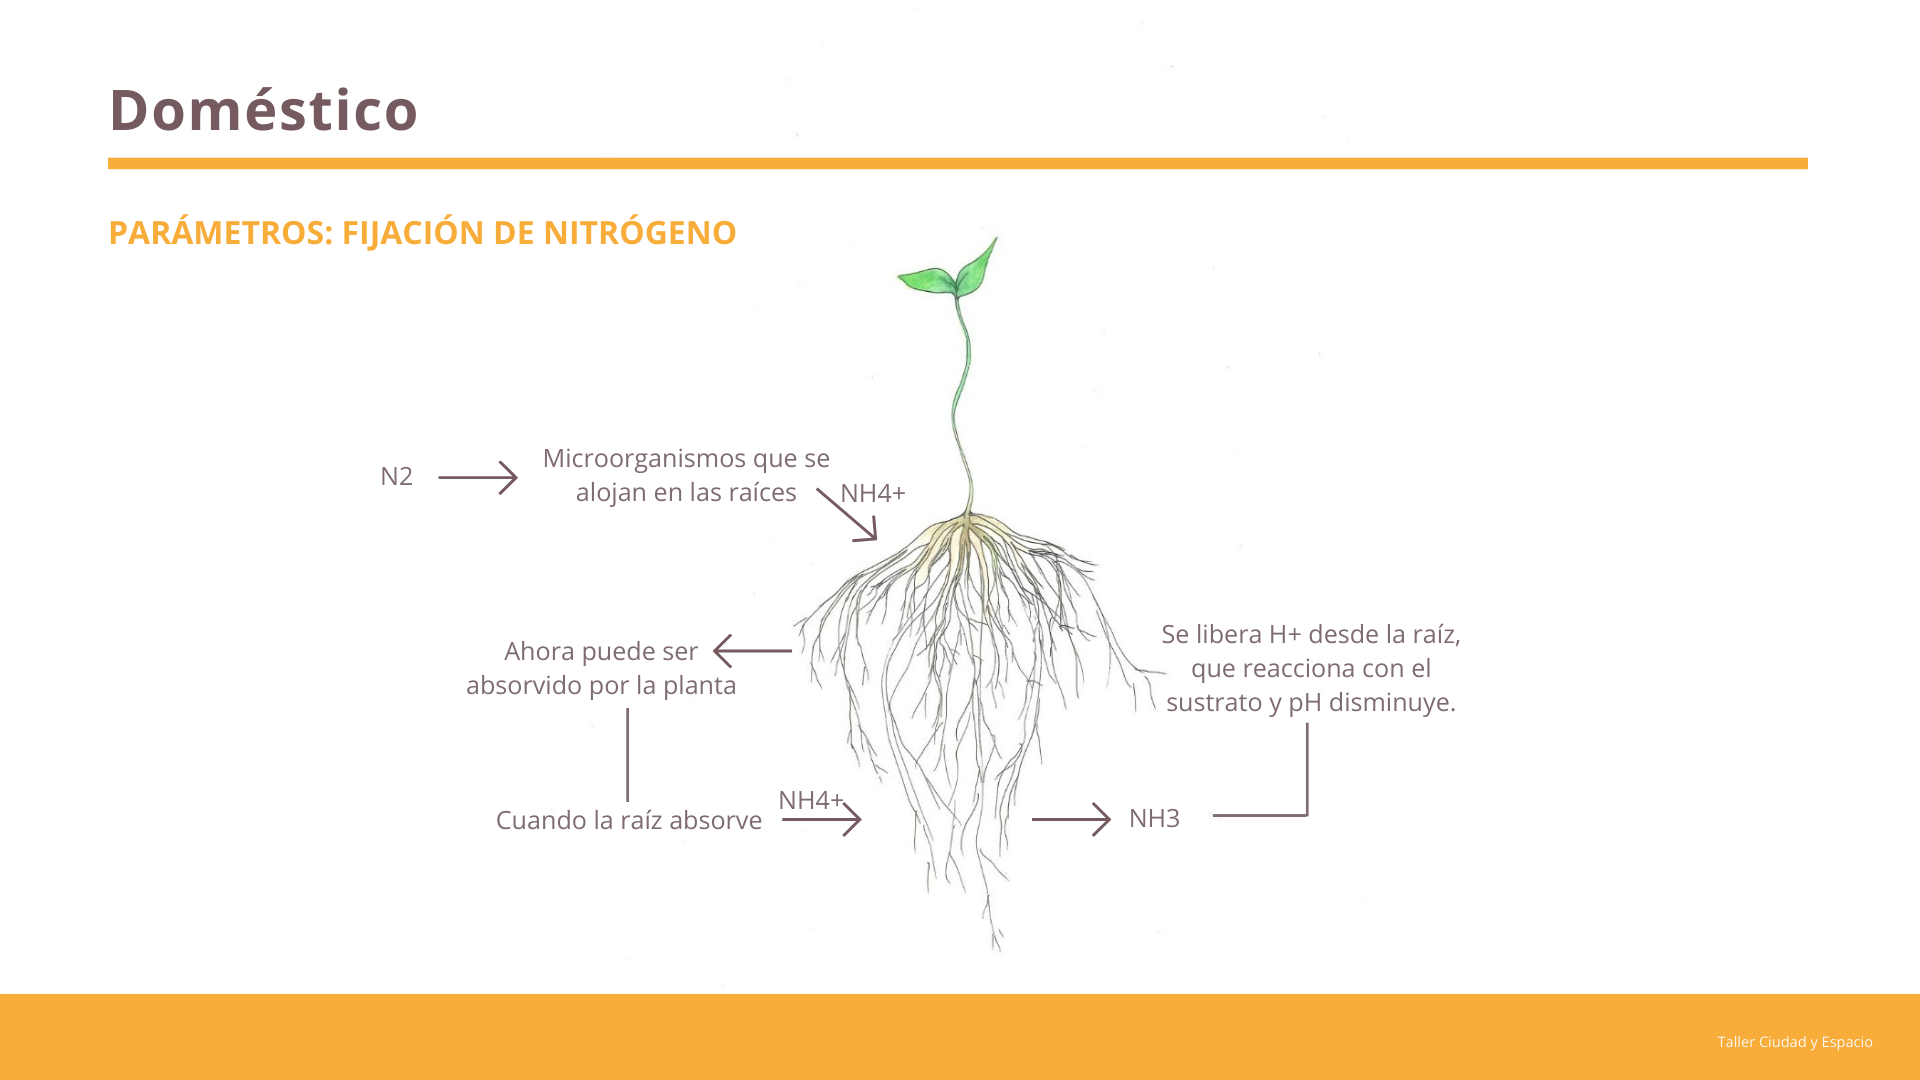 Doméstico
PARÁMETROS: FIJACIÓN DE NITRÓGENO
N2
Microorganismos que se
alojan en las raíces
NH4+
Ahora puede ser
absorvido por la planta
Cuando la raíz absorve
NH4+
NH3
Se libera H+ desde la raíz,
que reacciona con el
sustrato y pH disminuye.
Taller Ciudad y Espacio